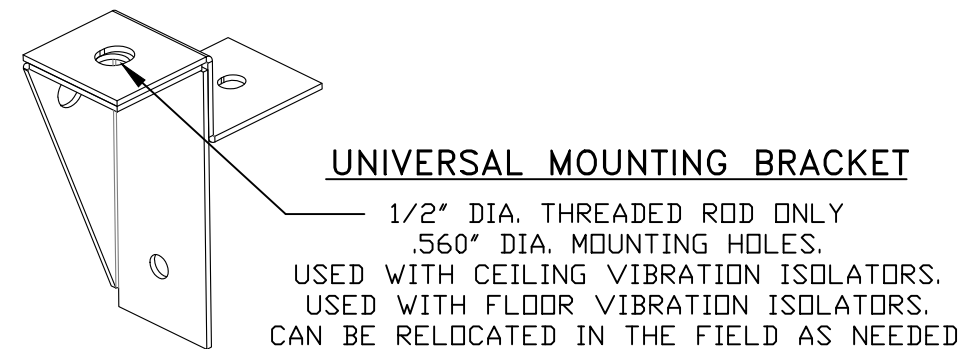 UNIVERSAL MOUNTING BRACKET
1/2" DIA. THREADED ROD ONLY
.560" DIA. MOUNTING HOLES.
USED WITH CEILING VIBRATION ISOLATORS.
USED WITH FLOOR VIBRATION ISOLATORS.
CAN BE RELOCATED IN THE FIELD AS NEEDED